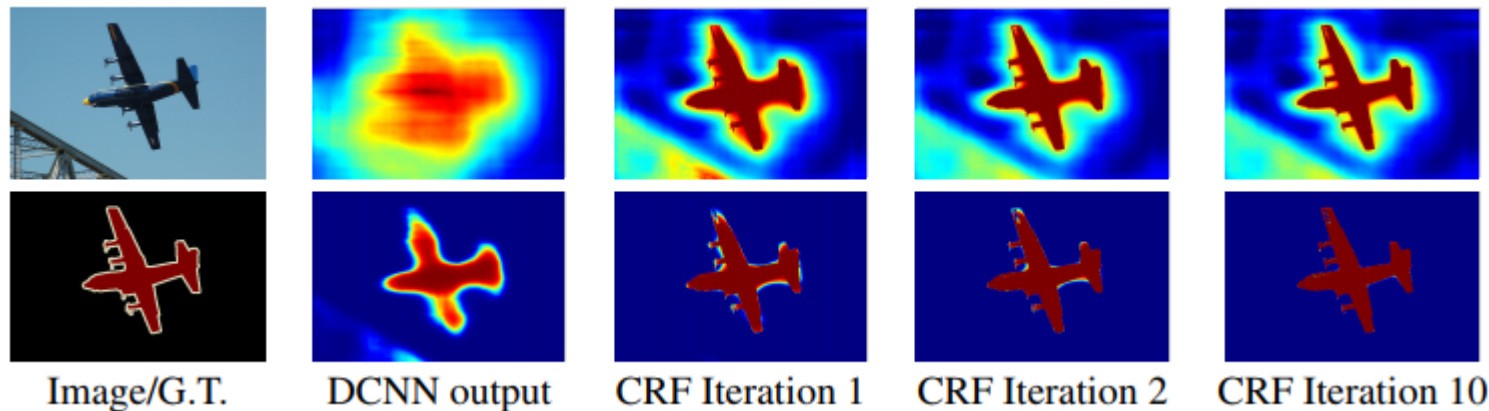 Image/G.T. DCNN output CRF Iteration 1 CRF Iteration 2 CRF Iteration 10